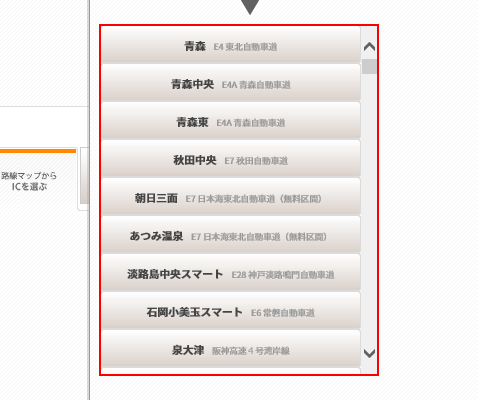 青森 E4 東北自動車道
青森中央 E4A 青森自動車道
青森東 E4A 青森自動車道
秋田中央 E7 秋田自動車道
朝日三面 E7 日本海東北自動車道（無料区間）
あつみ温泉 E7 日本海東北自動車道（無料区間）
淡路島中央スマート E28 神戸淡路鳴門自動車道
石岡小美玉スマート E6 常磐自動車道
泉大津 阪神高速４号湾岸線
路線マップから
ICを選ぶ